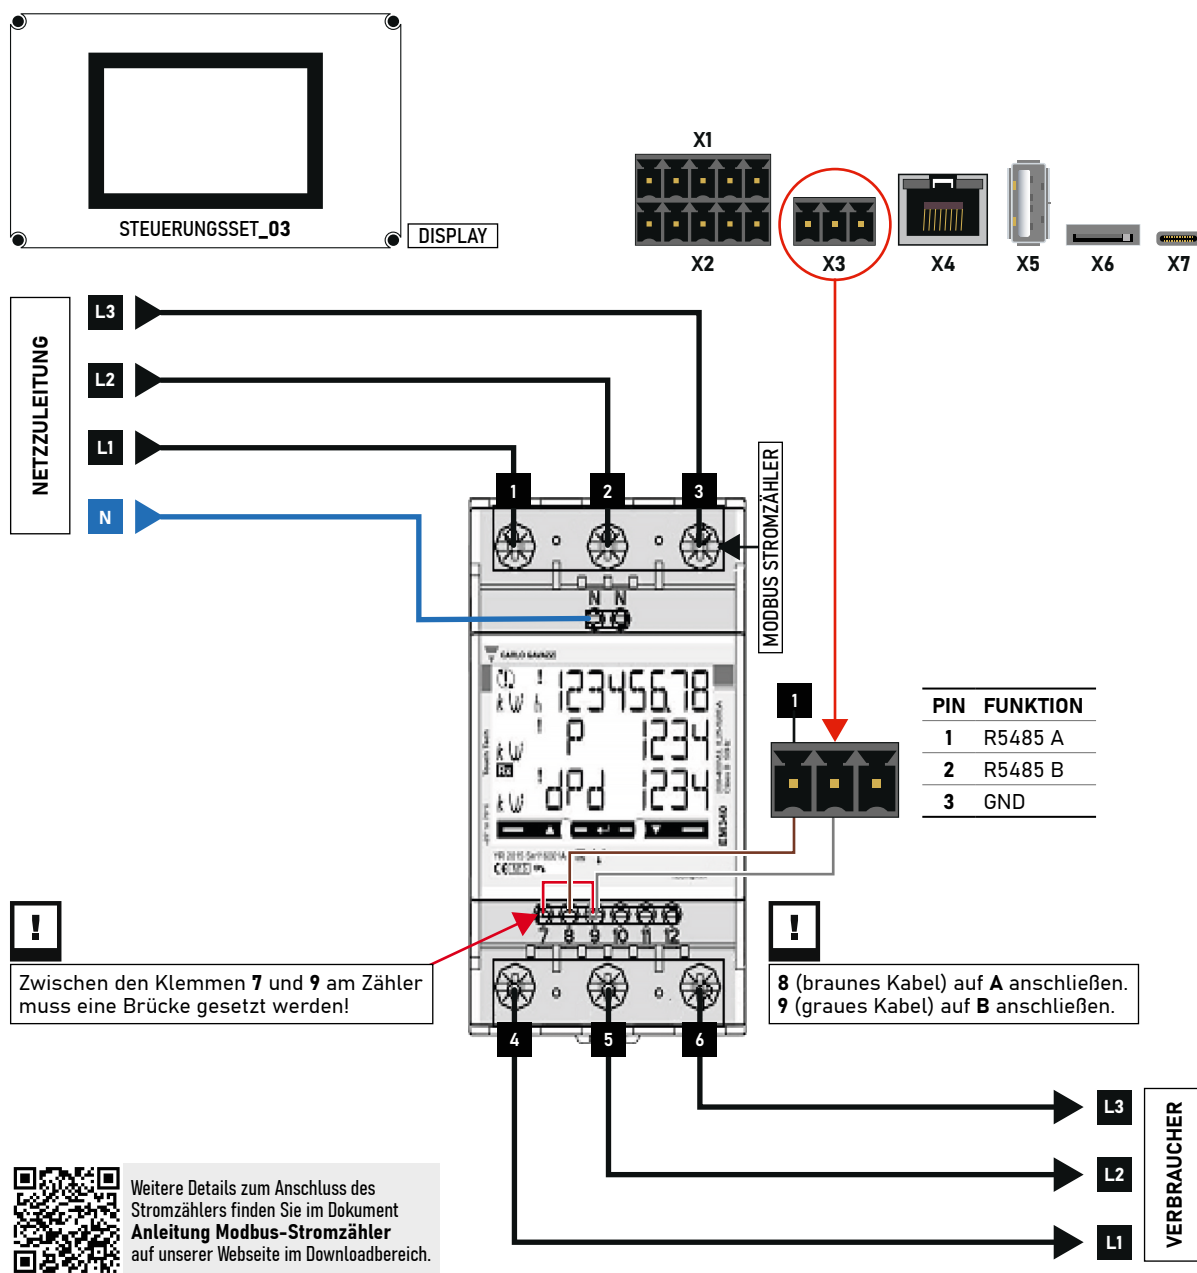 STEUERUNGSSET_03
DISPLAY
X1
X2
X3
X4
X5
X6
X7
NETZZULEITUNG
L3
L2
L1
N
1
2
3
MODBUS STROMZÄHLER
N N
CARLO GAVAZZI
kW h 12345678
kW P 1234
kW dPd 1234
EM340
1
PIN FUNKTION
1 R5485 A
2 R5485 B
3 GND
7 8 9 10 11 12
!
Zwischen den Klemmen 7 und 9 am Zähler
muss eine Brücke gesetzt werden!
!
8 (braunes Kabel) auf A anschließen.
9 (graues Kabel) auf B anschließen.
4
5
6
L3
L2
L1
VERBRAUCHER
Weitere Details zum Anschluss des
Stromzählers finden Sie im Dokument
Anleitung Modbus-Stromzähler
auf unserer Webseite im Downloadbereich.